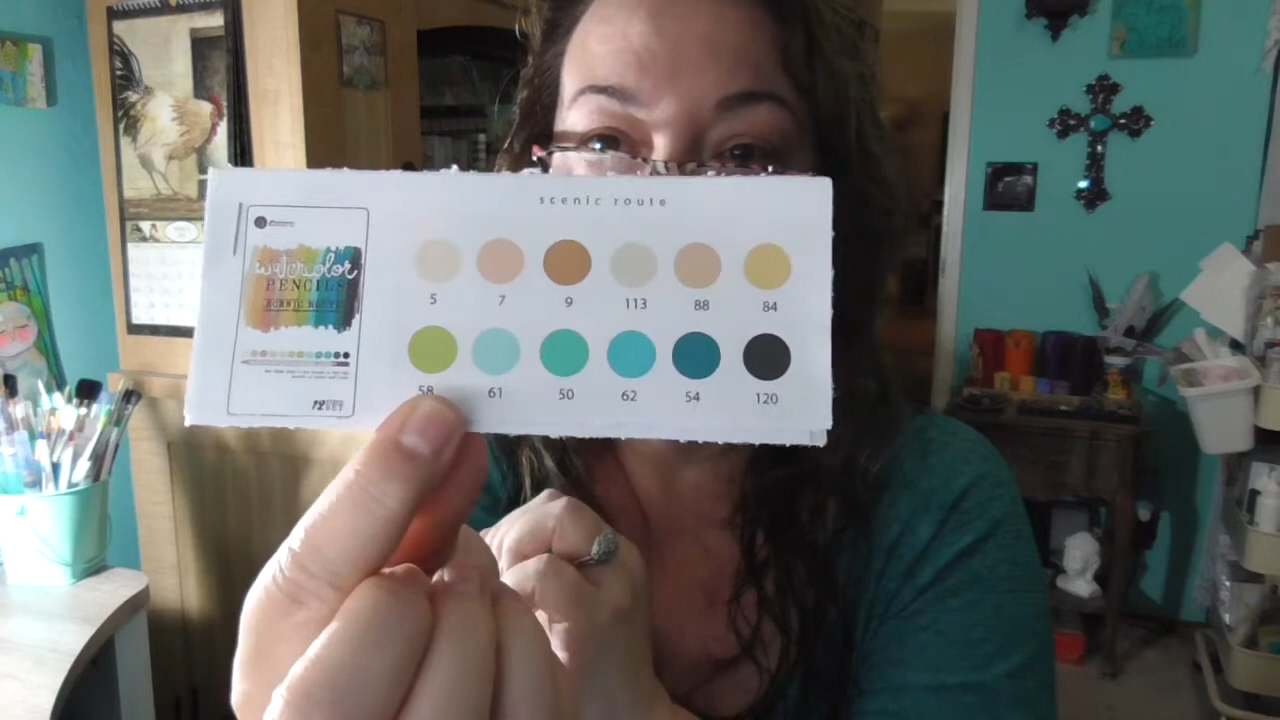 scenic route
watercolor
PENCILS
SCENIC ROUTE
5 7 9 113 88 84
58 61 50 62 54 120